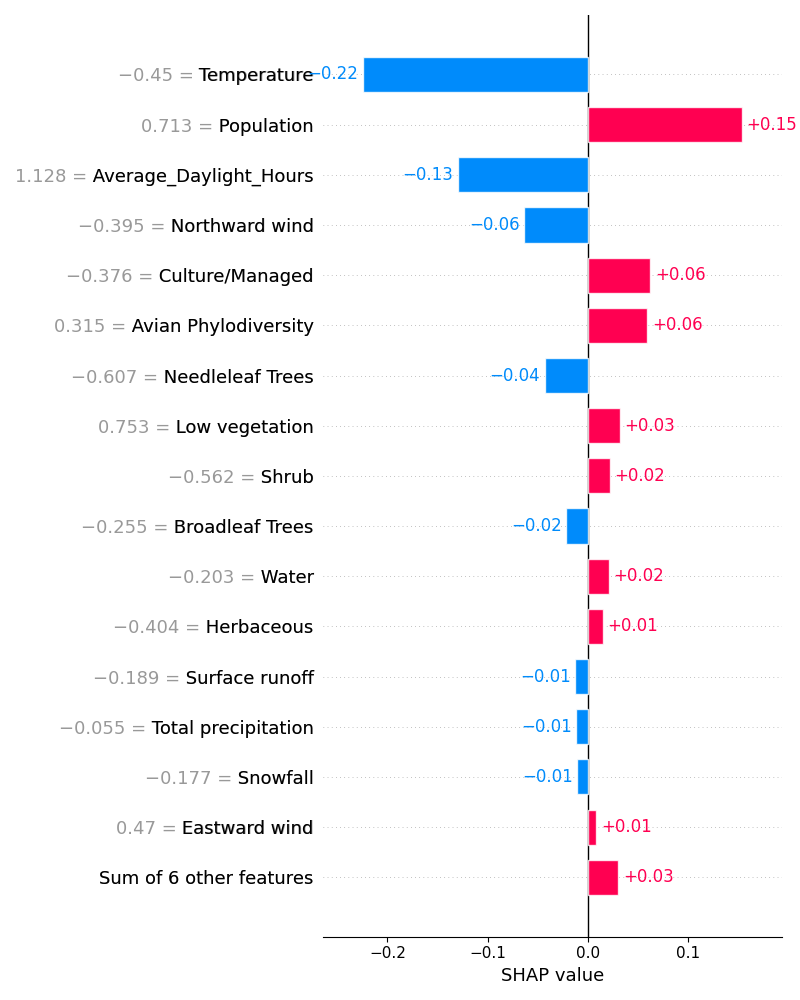 −0.45 = Temperature −0.22
0.713 = Population +0.15
1.128 = Average_Daylight_Hours −0.13
−0.395 = Northward wind −0.06
−0.376 = Culture/Managed +0.06
0.315 = Avian Phylodiversity +0.06
−0.607 = Needleleaf Trees −0.04
0.753 = Low vegetation +0.03
−0.562 = Shrub +0.02
−0.255 = Broadleaf Trees −0.02
−0.203 = Water +0.02
−0.404 = Herbaceous +0.01
−0.189 = Surface runoff −0.01
−0.055 = Total precipitation −0.01
−0.177 = Snowfall −0.01
0.47 = Eastward wind +0.01
Sum of 6 other features +0.03
−0.2 −0.1 0.0 0.1
SHAP value